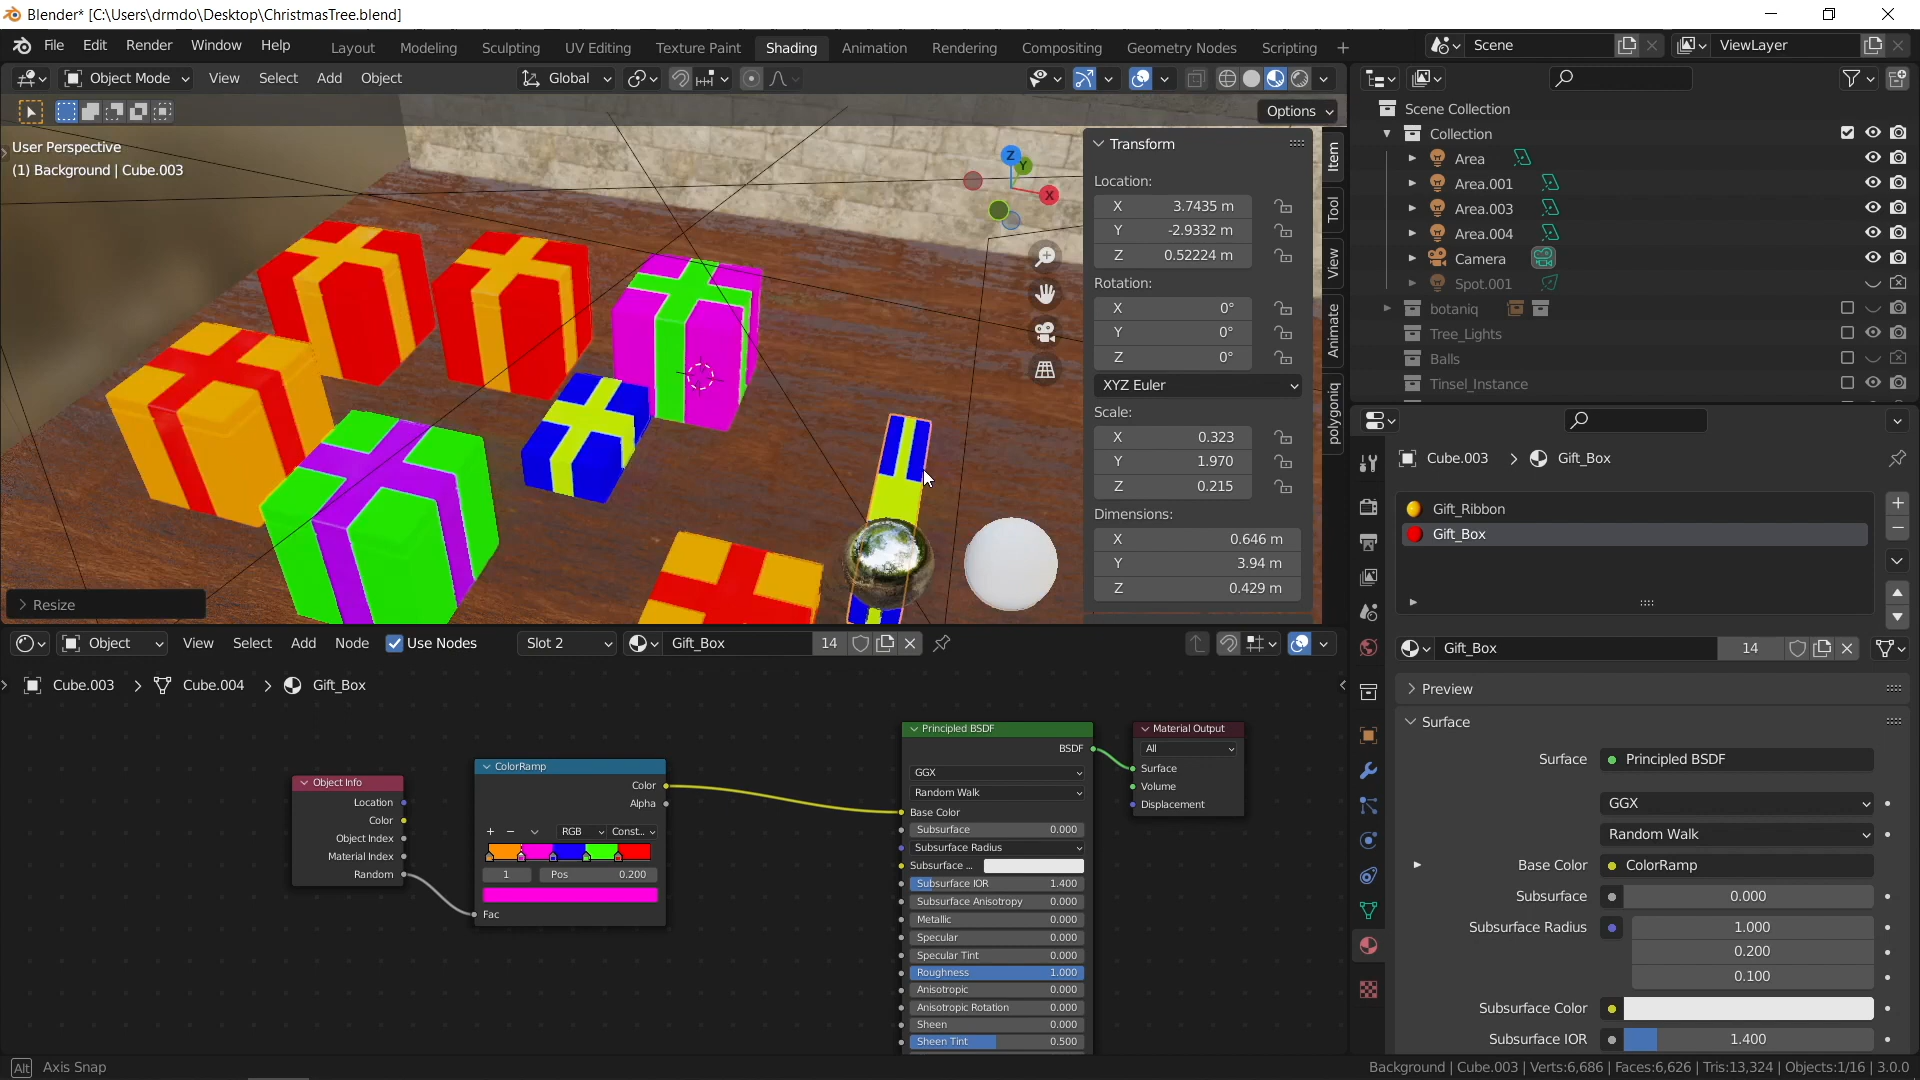 Blender* [C:\Users\drmdo\Desktop\ChristmasTree.blend]
File Edit Render Window Help Layout Modeling Sculpting UV Editing Texture Paint Shading Animation Rendering Compositing Geometry Nodes Scripting + Scene ViewLayer
Object Mode View Select Add Object Global
Options
User Perspective
(1) Background | Cube.003
Z
Y
X
Resize
Transform
Location:
X 3.7435 m
Y -2.9332 m
Z 0.52224 m
Rotation:
X 0°
Y 0°
Z 0°
XYZ Euler
Scale:
X 0.323
Y 1.970
Z 0.215
Dimensions:
X 0.646 m
Y 3.94 m
Z 0.429 m
Item
Tool
View
Animate
polygoniq
Scene Collection
Collection
Area
Area.001
Area.003
Area.004
Camera
Spot.001
botaniq
Tree_Lights
Balls
Tinsel_Instance
Cube.003 > Gift_Box
Gift_Ribbon
Gift_Box
Gift_Box 14
Preview
Surface
Surface Principled BSDF
GGX
Random Walk
Base Color ColorRamp
Subsurface 0.000
Subsurface Radius 1.000
0.200
0.100
Subsurface Color
Subsurface IOR 1.400
Object View Select Add Node Use Nodes Slot 2 Gift_Box 14
Cube.003 > Cube.004 > Gift_Box
Object Info
Location
Color
Object Index
Material Index
Random
ColorRamp
Color
Alpha
+ − RGB Const...
1 Pos 0.200
Fac
Principled BSDF
BSDF
GGX
Random Walk
Base Color
Subsurface 0.000
Subsurface Radius
Subsurface ...
Subsurface IOR 1.400
Subsurface Anisotropy 0.000
Metallic 0.000
Specular 0.000
Specular Tint 0.000
Roughness 1.000
Anisotropic 0.000
Anisotropic Rotation 0.000
Sheen 0.000
Sheen Tint 0.500
Material Output
All
Surface
Volume
Displacement
Alt Axis Snap
Background | Cube.003 | Verts:6,686 | Faces:6,626 | Tris:13,324 | Objects:1/16 | 3.0.0